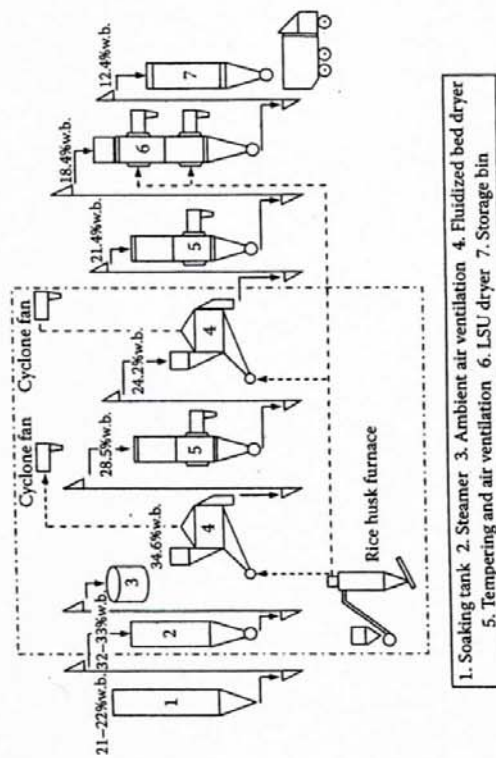 21–22%w.b.
32–33%w.b.
34.6%w.b.
28.5%w.b.
24.2%w.b.
21.4%w.b.
18.4%w.b.
12.4%w.b.
Cyclone fan
Cyclone fan
1
2
3
4
5
4
5
6
7
Rice husk furnace
1. Soaking tank 2. Steamer 3. Ambient air ventilation 4. Fluidized bed dryer
5. Tempering and air ventilation 6. LSU dryer 7. Storage bin